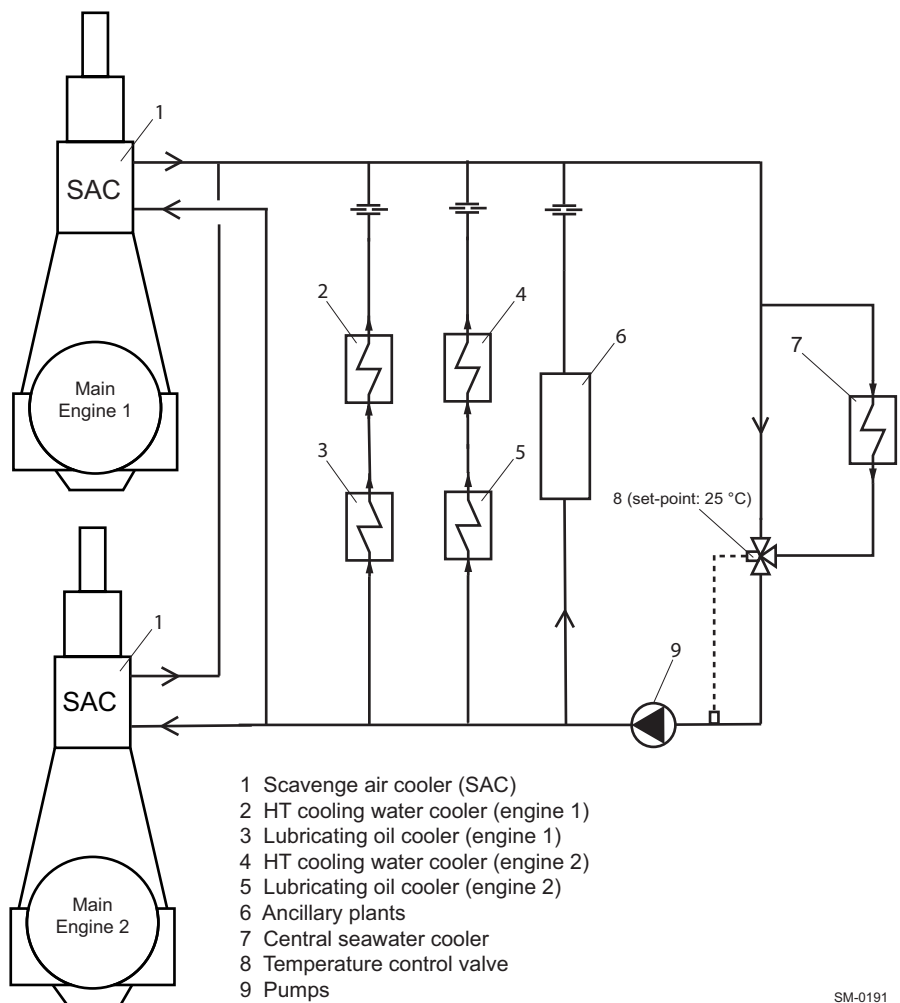 1
SAC
2
4
6
7
Main
Engine 1
3
5
8 (set-point: 25 °C)
1
9
SAC
1 Scavenge air cooler (SAC)
2 HT cooling water cooler (engine 1)
3 Lubricating oil cooler (engine 1)
4 HT cooling water cooler (engine 2)
5 Lubricating oil cooler (engine 2)
6 Ancillary plants
7 Central seawater cooler
8 Temperature control valve
9 Pumps
Main
Engine 2
SM-0191